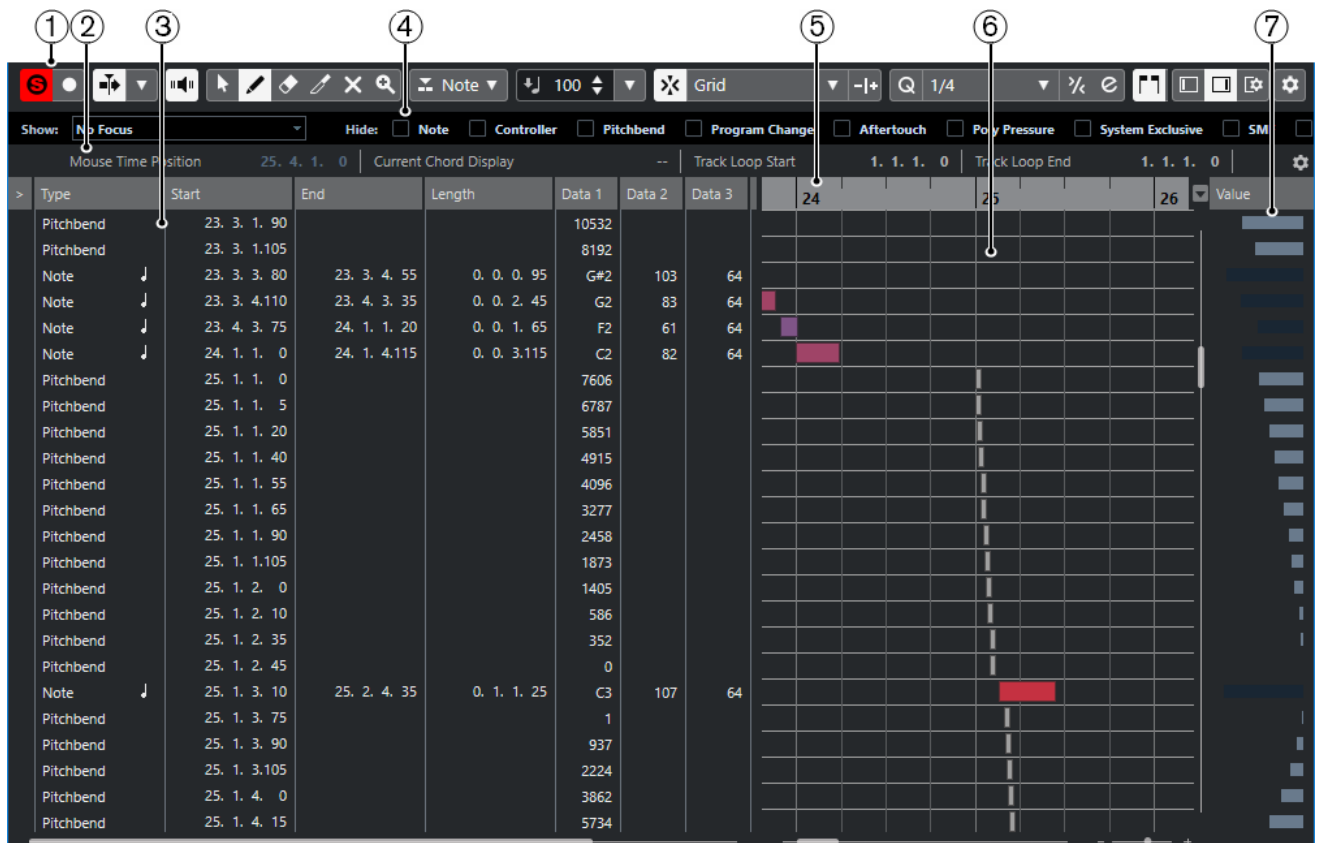 1 2 3 4 5 6 7
S Note 100 Grid Q 1/4 e
Show: No Focus Hide: Note Controller Pitchbend Program Change Aftertouch Poly Pressure System Exclusive SM
Mouse Time Position 25. 4. 1. 0 Current Chord Display -- Track Loop Start 1. 1. 1. 0 Track Loop End 1. 1. 1. 0
> Type Start End Length Data 1 Data 2 Data 3 24 25 26 Value
Pitchbend 23. 3. 1. 90 10532
Pitchbend 23. 3. 1.105 8192
Note 23. 3. 3. 80 23. 3. 4. 55 0. 0. 0. 95 G#2 103 64
Note 23. 3. 4.110 23. 4. 3. 35 0. 0. 2. 45 G2 83 64
Note 23. 4. 3. 75 24. 1. 1. 20 0. 0. 1. 65 F2 61 64
Note 24. 1. 1. 0 24. 1. 4.115 0. 0. 3.115 C2 82 64
Pitchbend 25. 1. 1. 0 7606
Pitchbend 25. 1. 1. 5 6787
Pitchbend 25. 1. 1. 20 5851
Pitchbend 25. 1. 1. 40 4915
Pitchbend 25. 1. 1. 55 4096
Pitchbend 25. 1. 1. 65 3277
Pitchbend 25. 1. 1. 90 2458
Pitchbend 25. 1. 1.105 1873
Pitchbend 25. 1. 2. 0 1405
Pitchbend 25. 1. 2. 10 586
Pitchbend 25. 1. 2. 35 352
Pitchbend 25. 1. 2. 45 0
Note 25. 1. 3. 10 25. 2. 4. 35 0. 1. 1. 25 C3 107 64
Pitchbend 25. 1. 3. 75 1
Pitchbend 25. 1. 3. 90 937
Pitchbend 25. 1. 3.105 2224
Pitchbend 25. 1. 4. 0 3862
Pitchbend 25. 1. 4. 15 5734